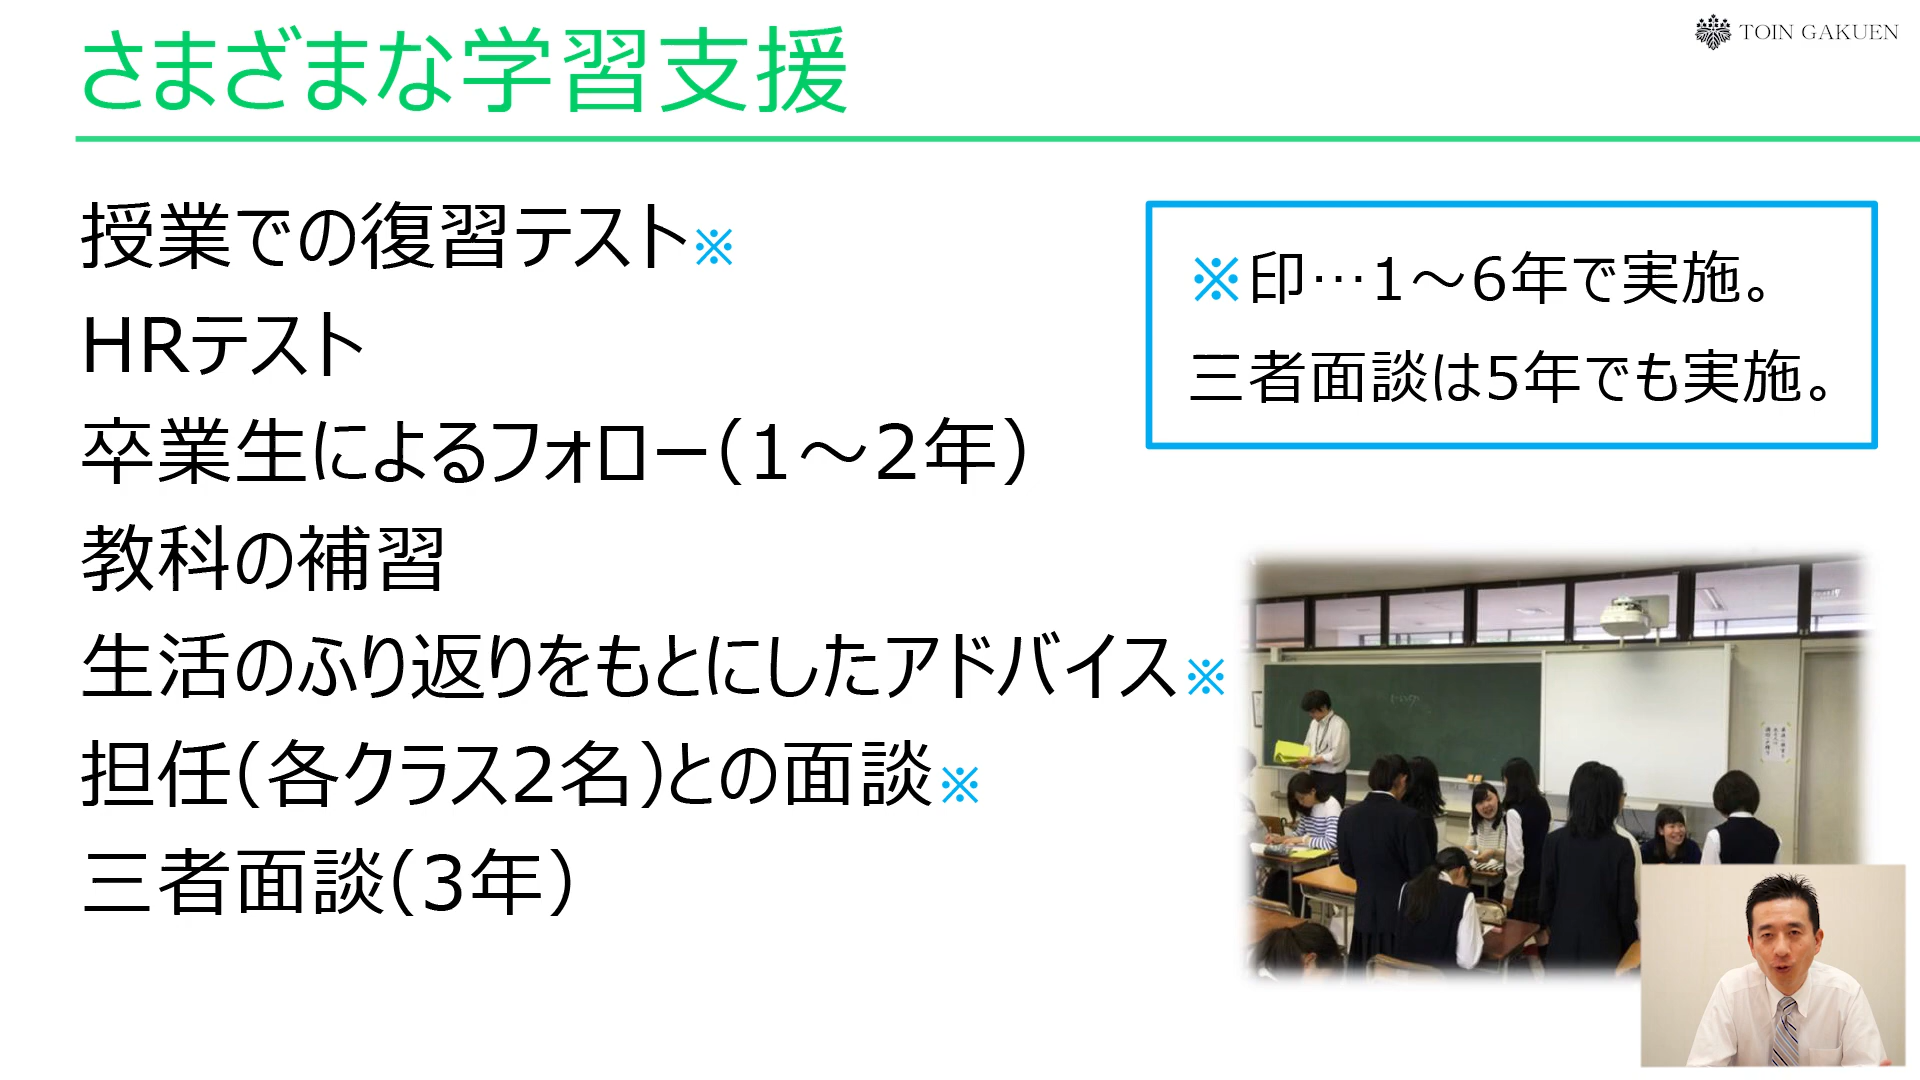 さまざまな学習支援
TOIN GAKUEN
授業での復習テスト※
HRテスト
卒業生によるフォロー(1～2年)
教科の補習
生活のふり返りをもとにしたアドバイス※
担任(各クラス2名)との面談※
三者面談(3年)
※印…1～6年で実施。
三者面談は5年でも実施。